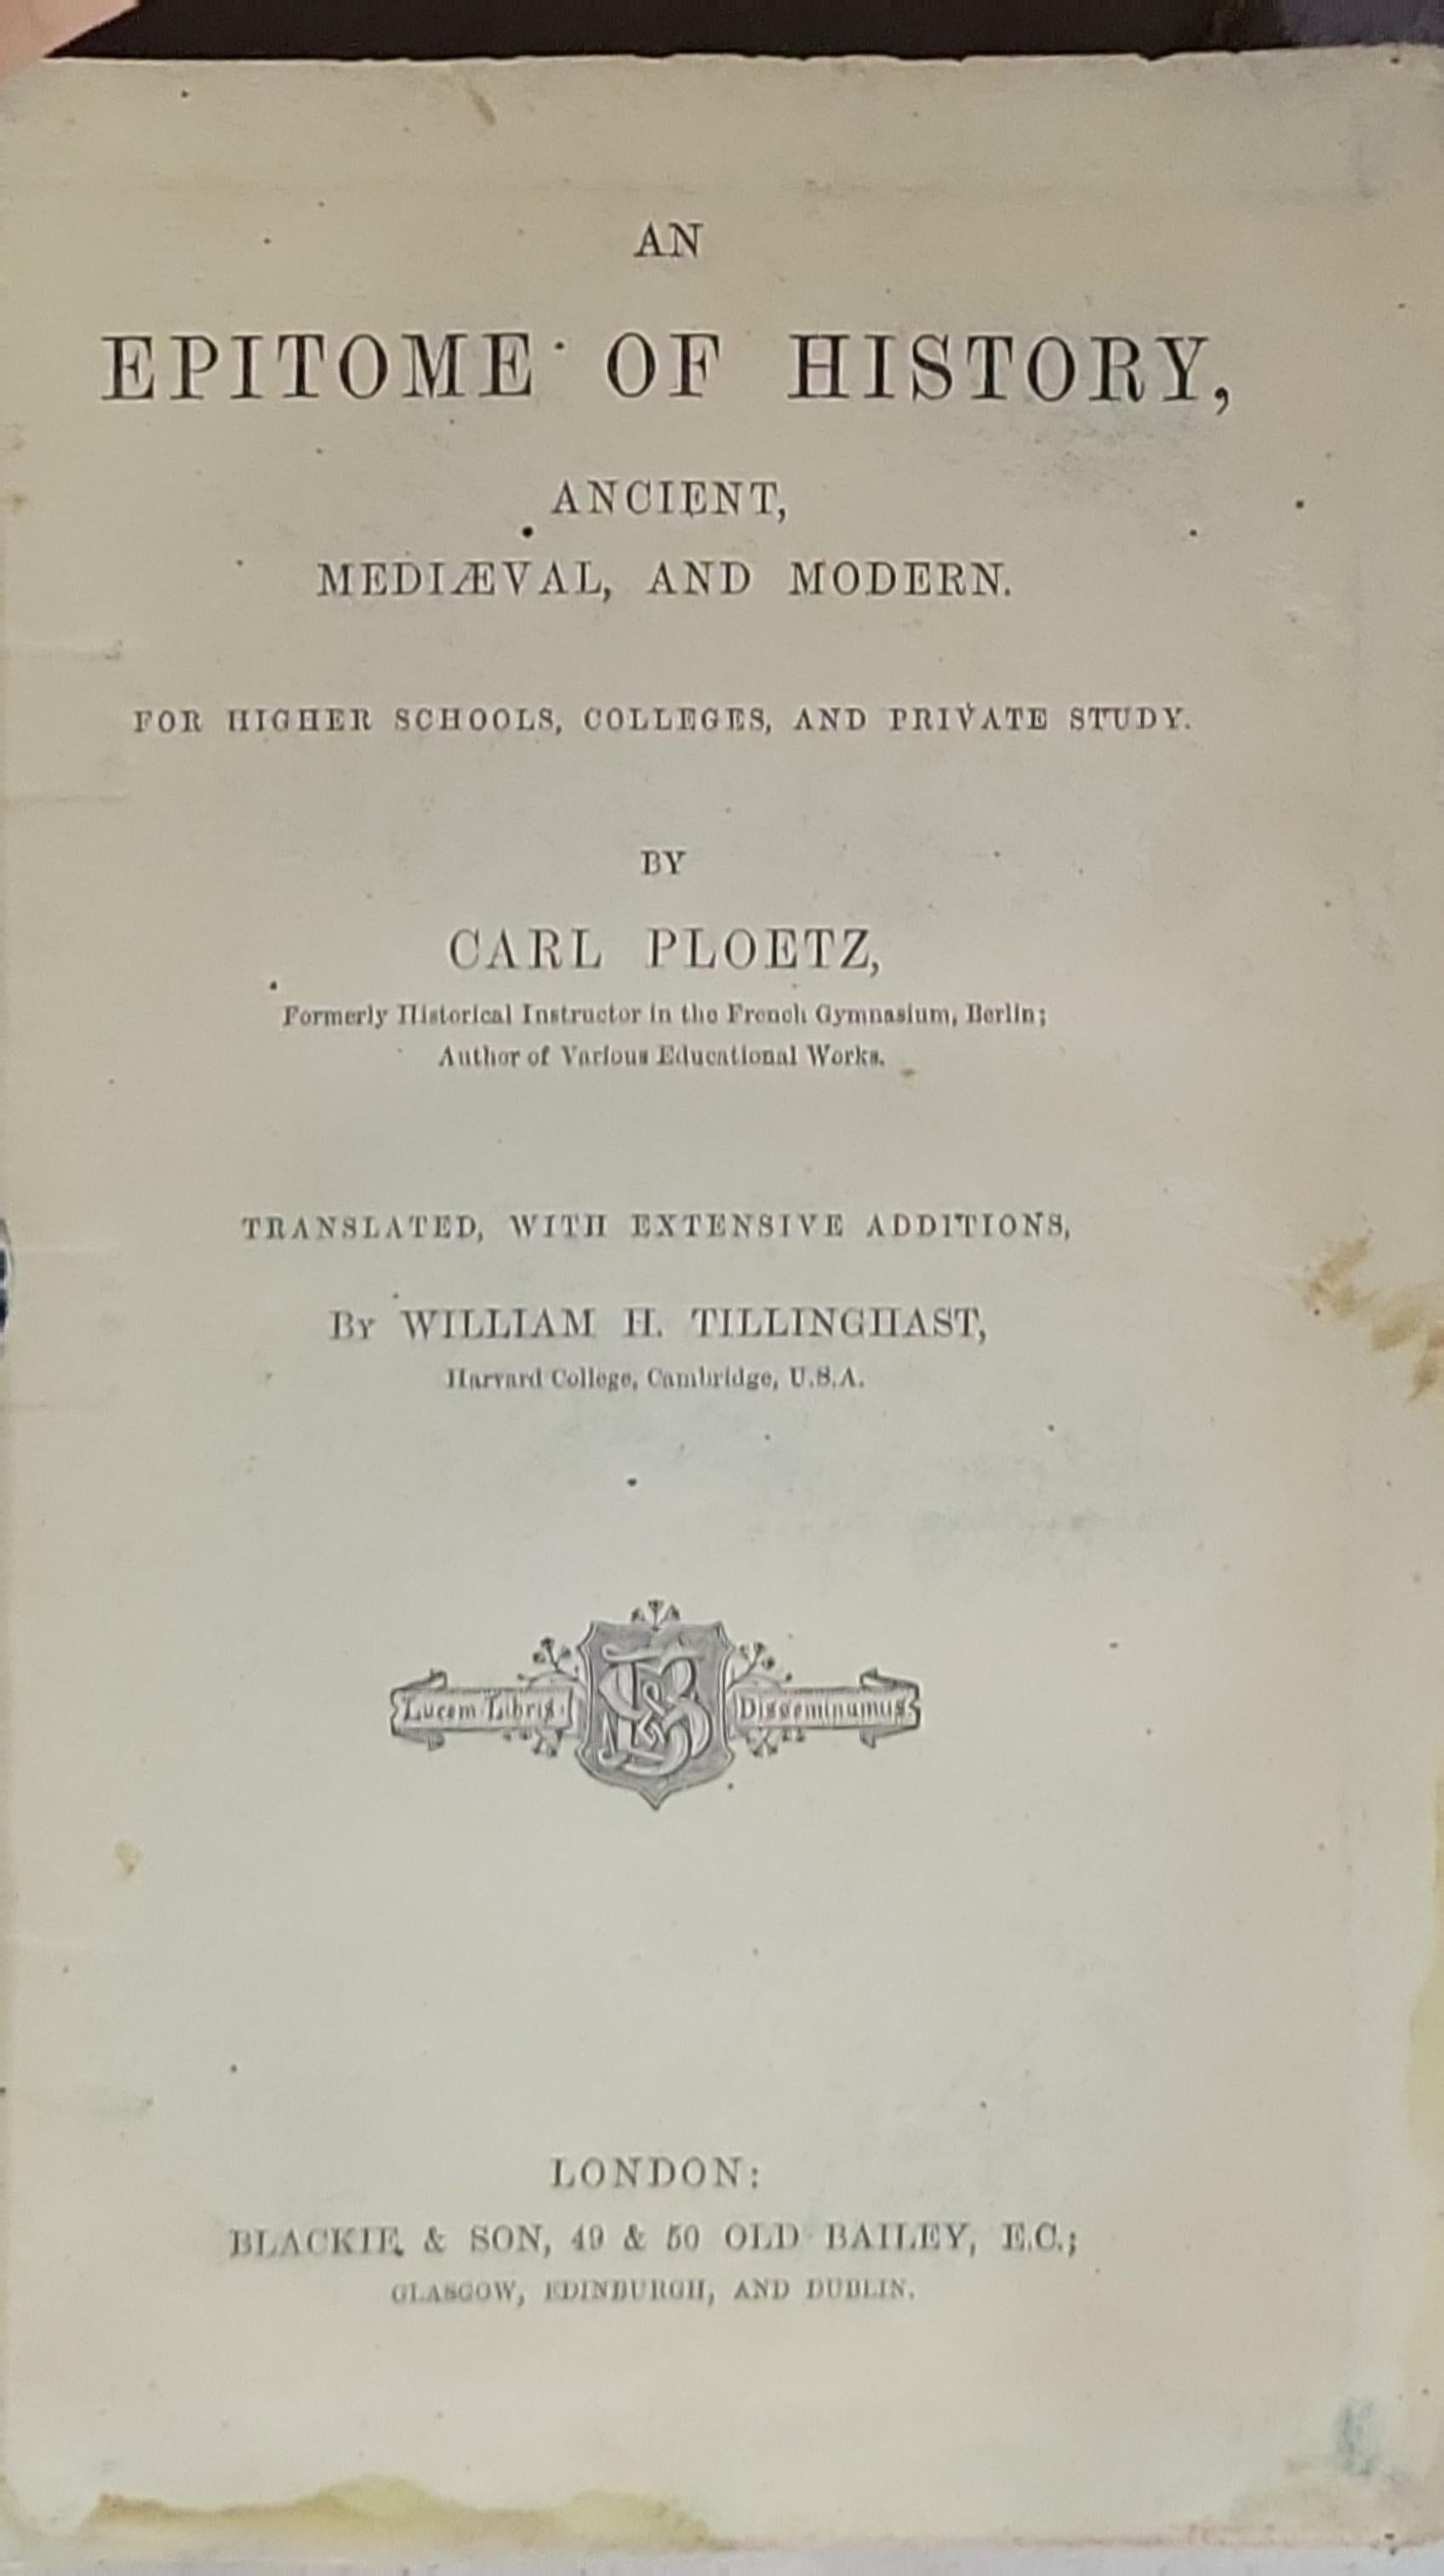 AN
EPITOME OF HISTORY,
ANCIENT,
MEDIÆVAL, AND MODERN.
FOR HIGHER SCHOOLS, COLLEGES, AND PRIVATE STUDY.
BY
CARL PLOETZ,
Formerly Historical Instructor in the French Gymnasium, Berlin;
Author of Various Educational Works.
TRANSLATED, WITH EXTENSIVE ADDITIONS,
BY WILLIAM H. TILLINGHAST,
Harvard College, Cambridge, U.S.A.
Lucem Libris Disseminamus
LONDON:
BLACKIE & SON, 49 & 50 OLD BAILEY, E.C.;
GLASGOW, EDINBURGH, AND DUBLIN.